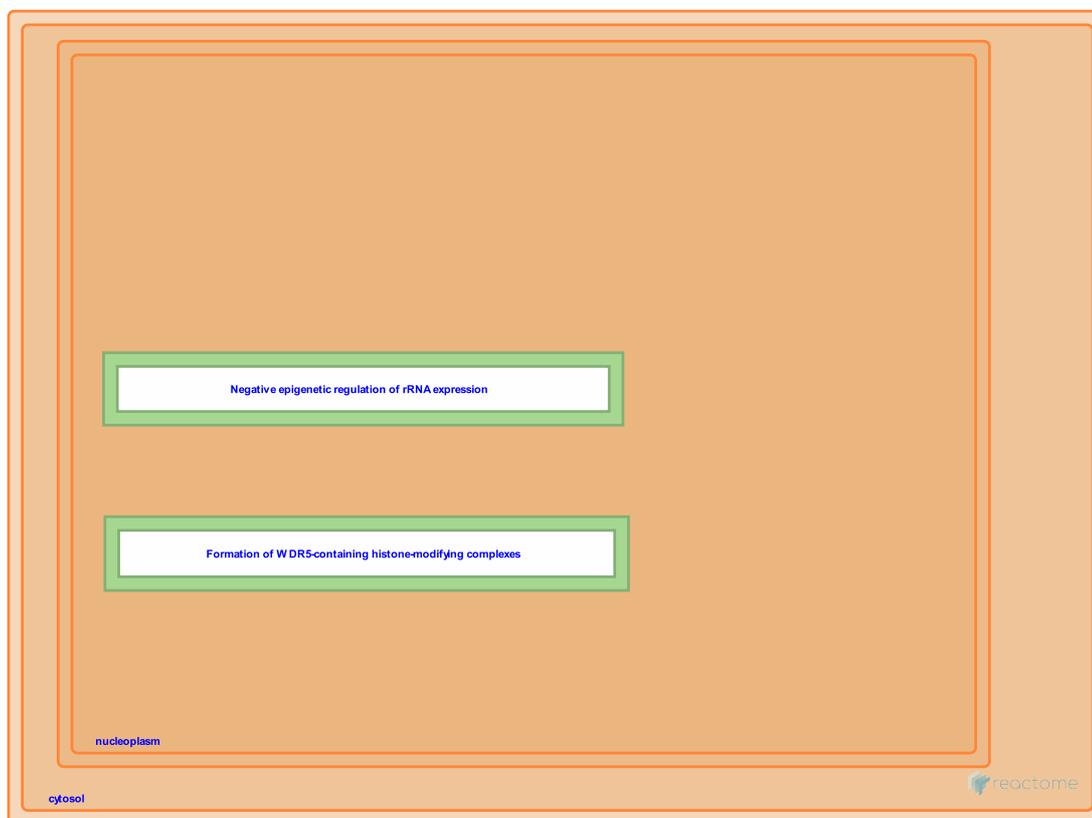 Negative epigenetic regulation of rRNA expression
Formation of WDR5-containing histone-modifying complexes
nucleoplasm
reactome
cytosol